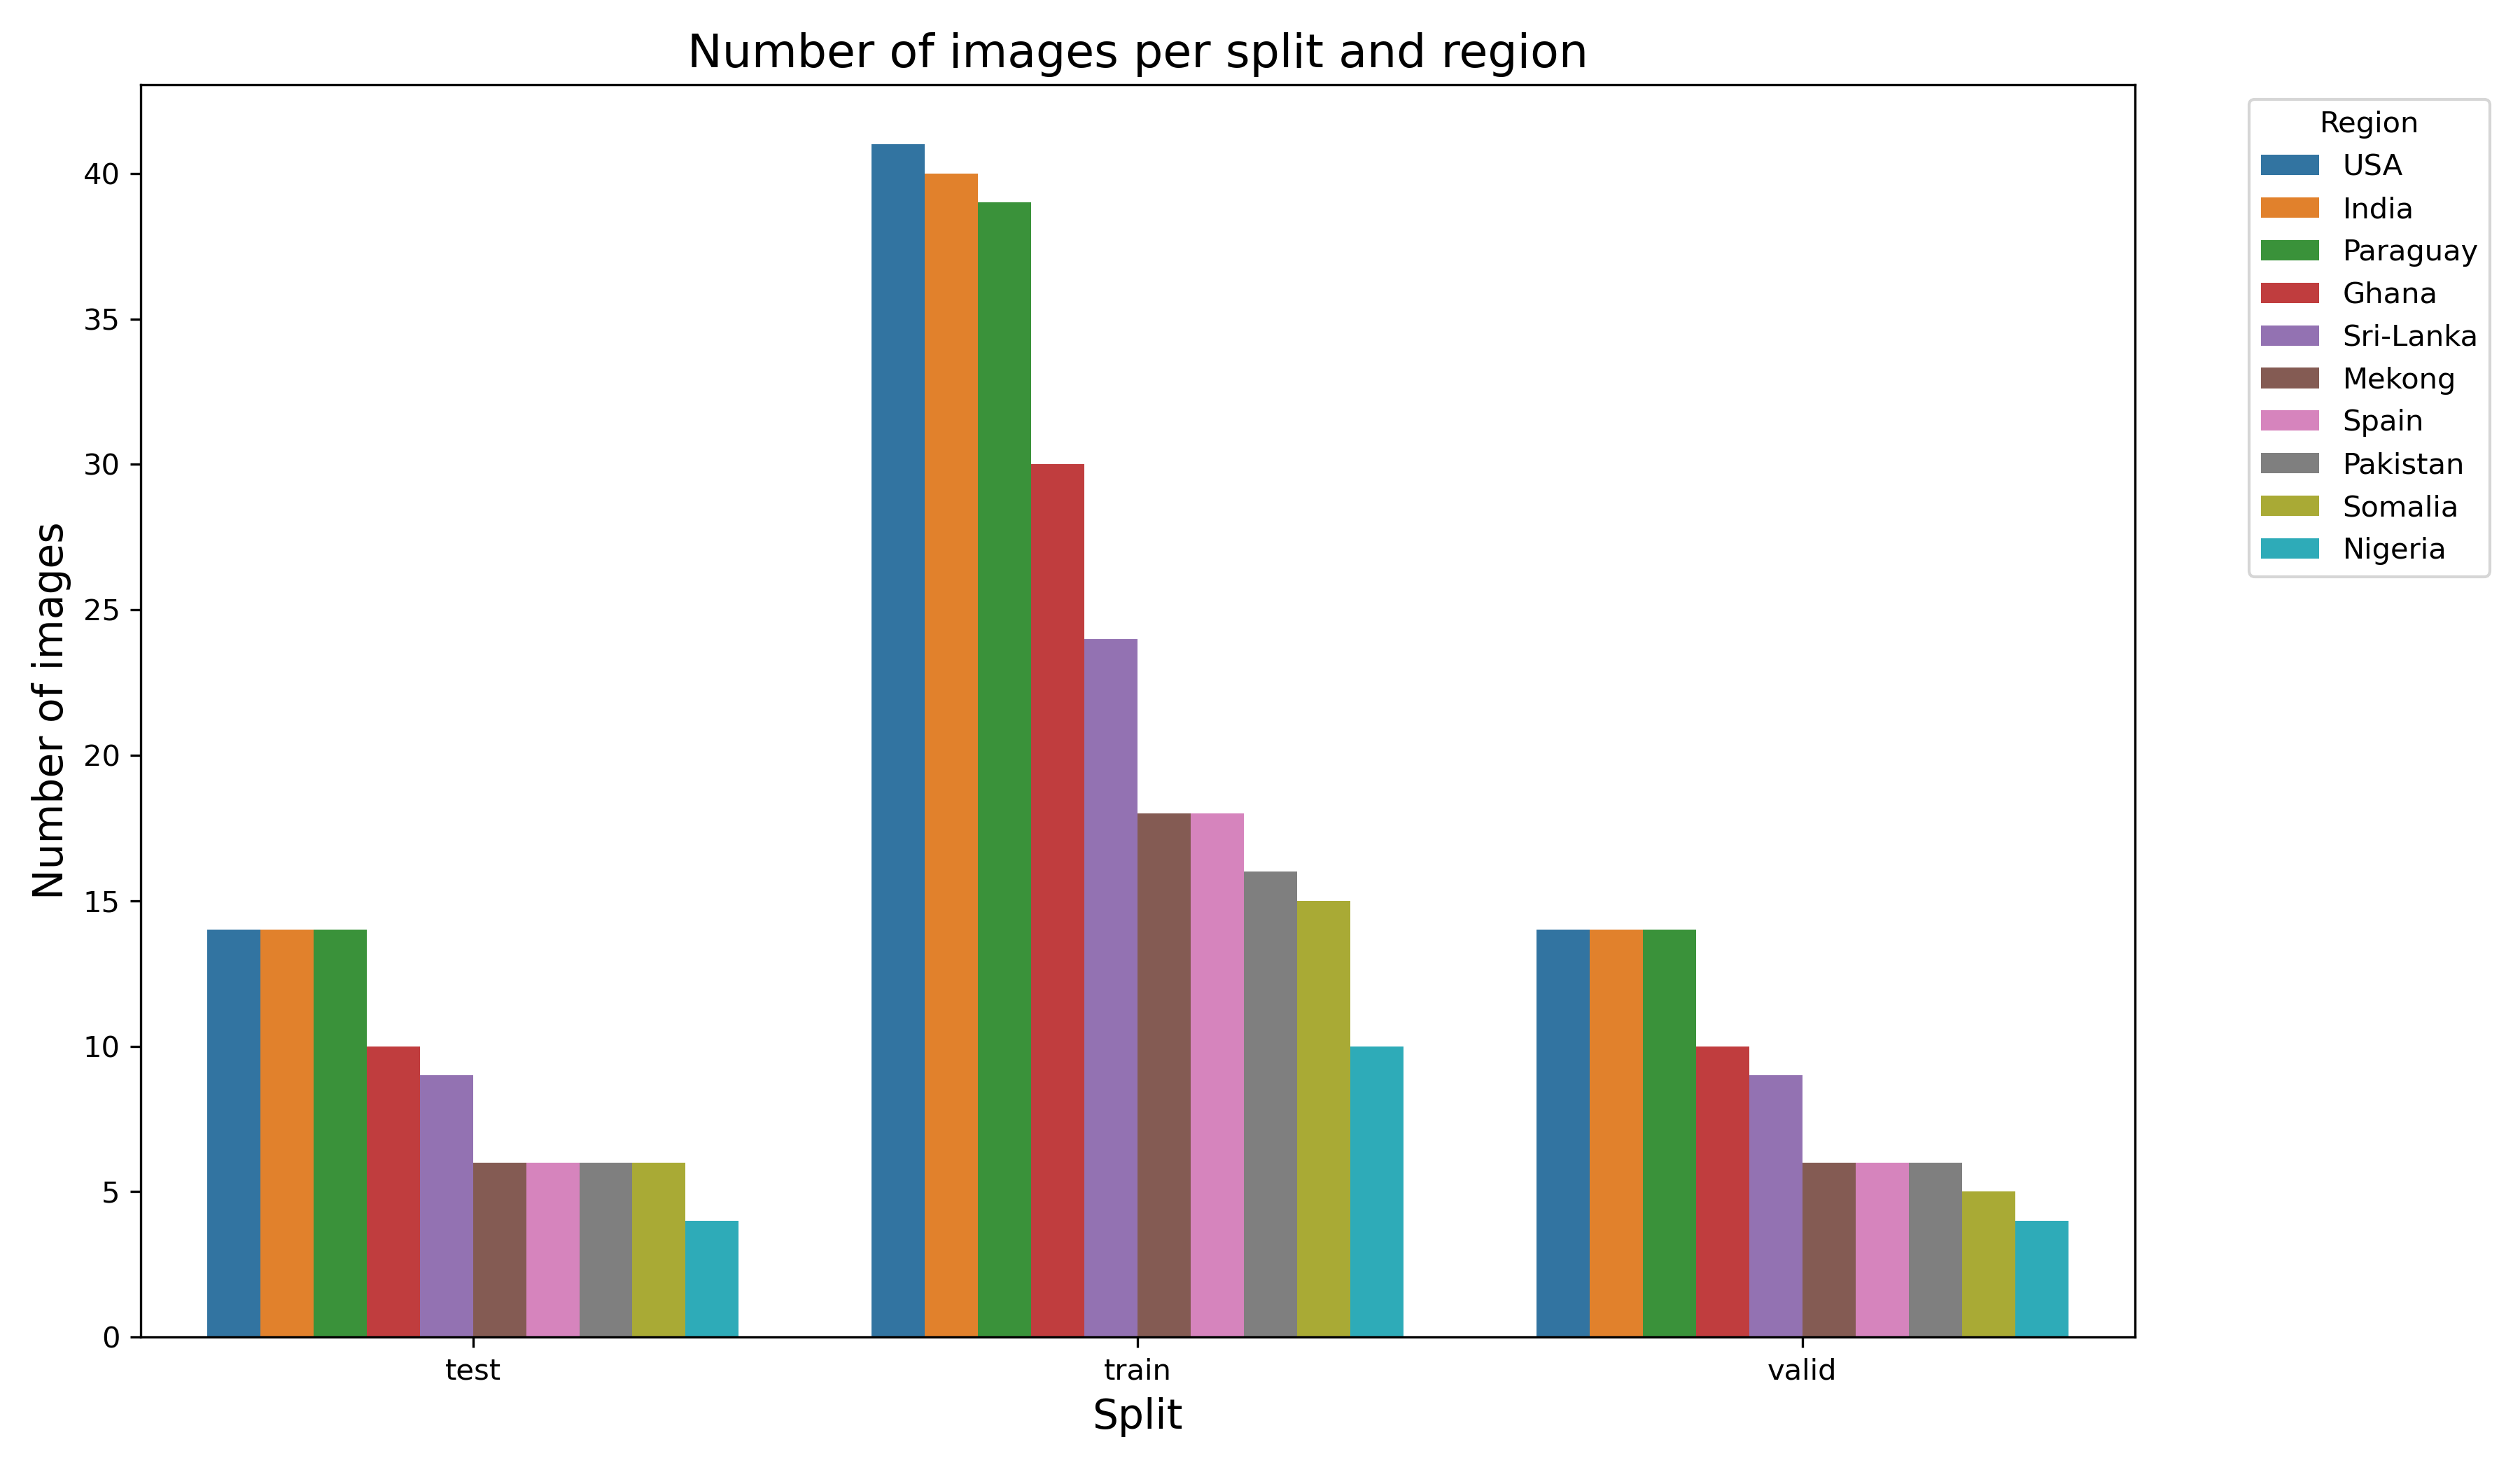 Number of images per split and region
Number of images
40
35
30
25
20
15
10
5
0
test
train
valid
Split
Region
USA
India
Paraguay
Ghana
Sri-Lanka
Mekong
Spain
Pakistan
Somalia
Nigeria